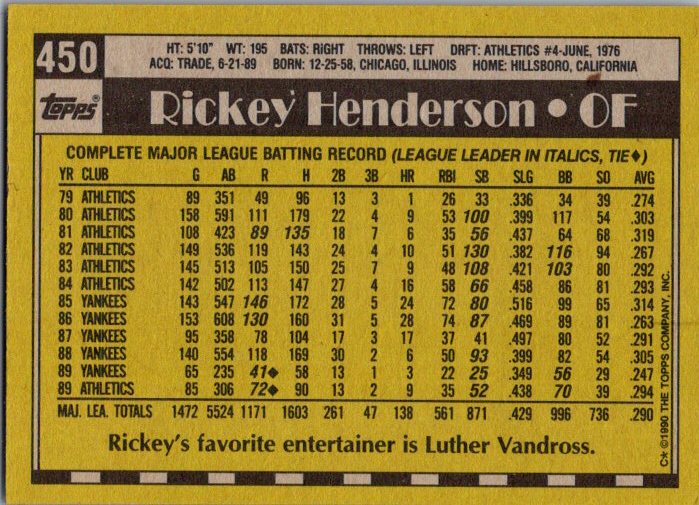 450
HT: 5'10" WT: 195 BATS: RIGHT THROWS: LEFT DRFT: ATHLETICS #4-JUNE, 1976
ACQ: TRADE, 6-21-89 BORN: 12-25-58, CHICAGO, ILLINOIS HOME: HILLSBORO, CALIFORNIA
Topps® Rickey Henderson • OF
COMPLETE MAJOR LEAGUE BATTING RECORD (LEAGUE LEADER IN ITALICS, TIE♦)
YR CLUB G AB R H 2B 3B HR RBI SB SLG BB SO AVG
79 ATHLETICS 89 351 49 96 13 3 1 26 33 .336 34 39 .274
80 ATHLETICS 158 591 111 179 22 4 9 53 100 .399 117 54 .303
81 ATHLETICS 108 423 89 135 18 7 6 35 56 .437 64 68 .319
82 ATHLETICS 149 536 119 143 24 4 10 51 130 .382 116 94 .267
83 ATHLETICS 145 513 105 150 25 7 9 48 108 .421 103 80 .292
84 ATHLETICS 142 502 113 147 27 4 16 58 66 .458 86 81 .293
85 YANKEES 143 547 146 172 28 5 24 72 80 .516 99 65 .314
86 YANKEES 153 608 130 160 31 5 28 74 87 .469 89 81 .263
87 YANKEES 95 358 78 104 17 3 17 37 41 .497 80 52 .291
88 YANKEES 140 554 118 169 30 2 6 50 93 .399 82 54 .305
89 YANKEES 65 235 41♦ 58 13 1 3 22 25 .349 56 29 .247
89 ATHLETICS 85 306 72♦ 90 13 2 9 35 52 .438 70 39 .294
MAJ. LEA. TOTALS 1472 5524 1171 1603 261 47 138 561 871 .429 996 736 .290
Rickey's favorite entertainer is Luther Vandross.
C* ©1990 THE TOPPS COMPANY, INC.